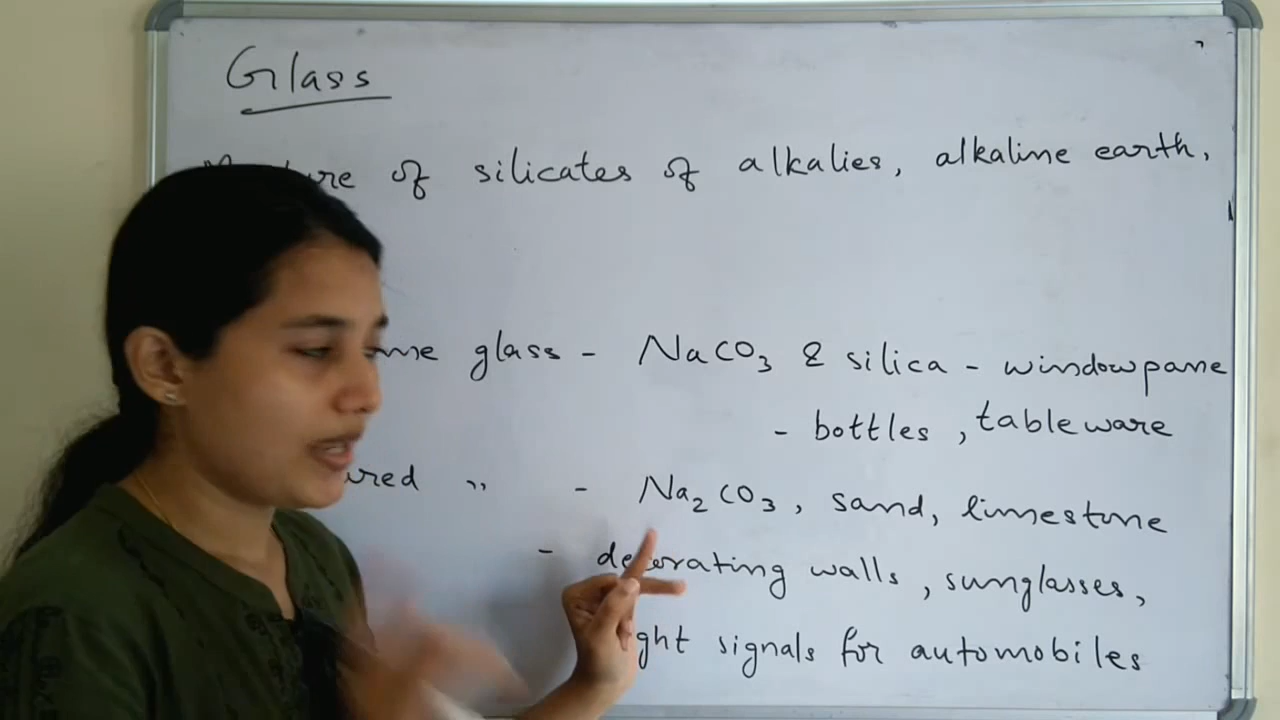 Glass
of silicates of alkalies, alkaline earth,
glass - NaCO3 & silica - windowpane
- bottles, tableware
〃 - Na2CO3, sand, limestone
- decorating walls, sunglasses,
signals for automobiles